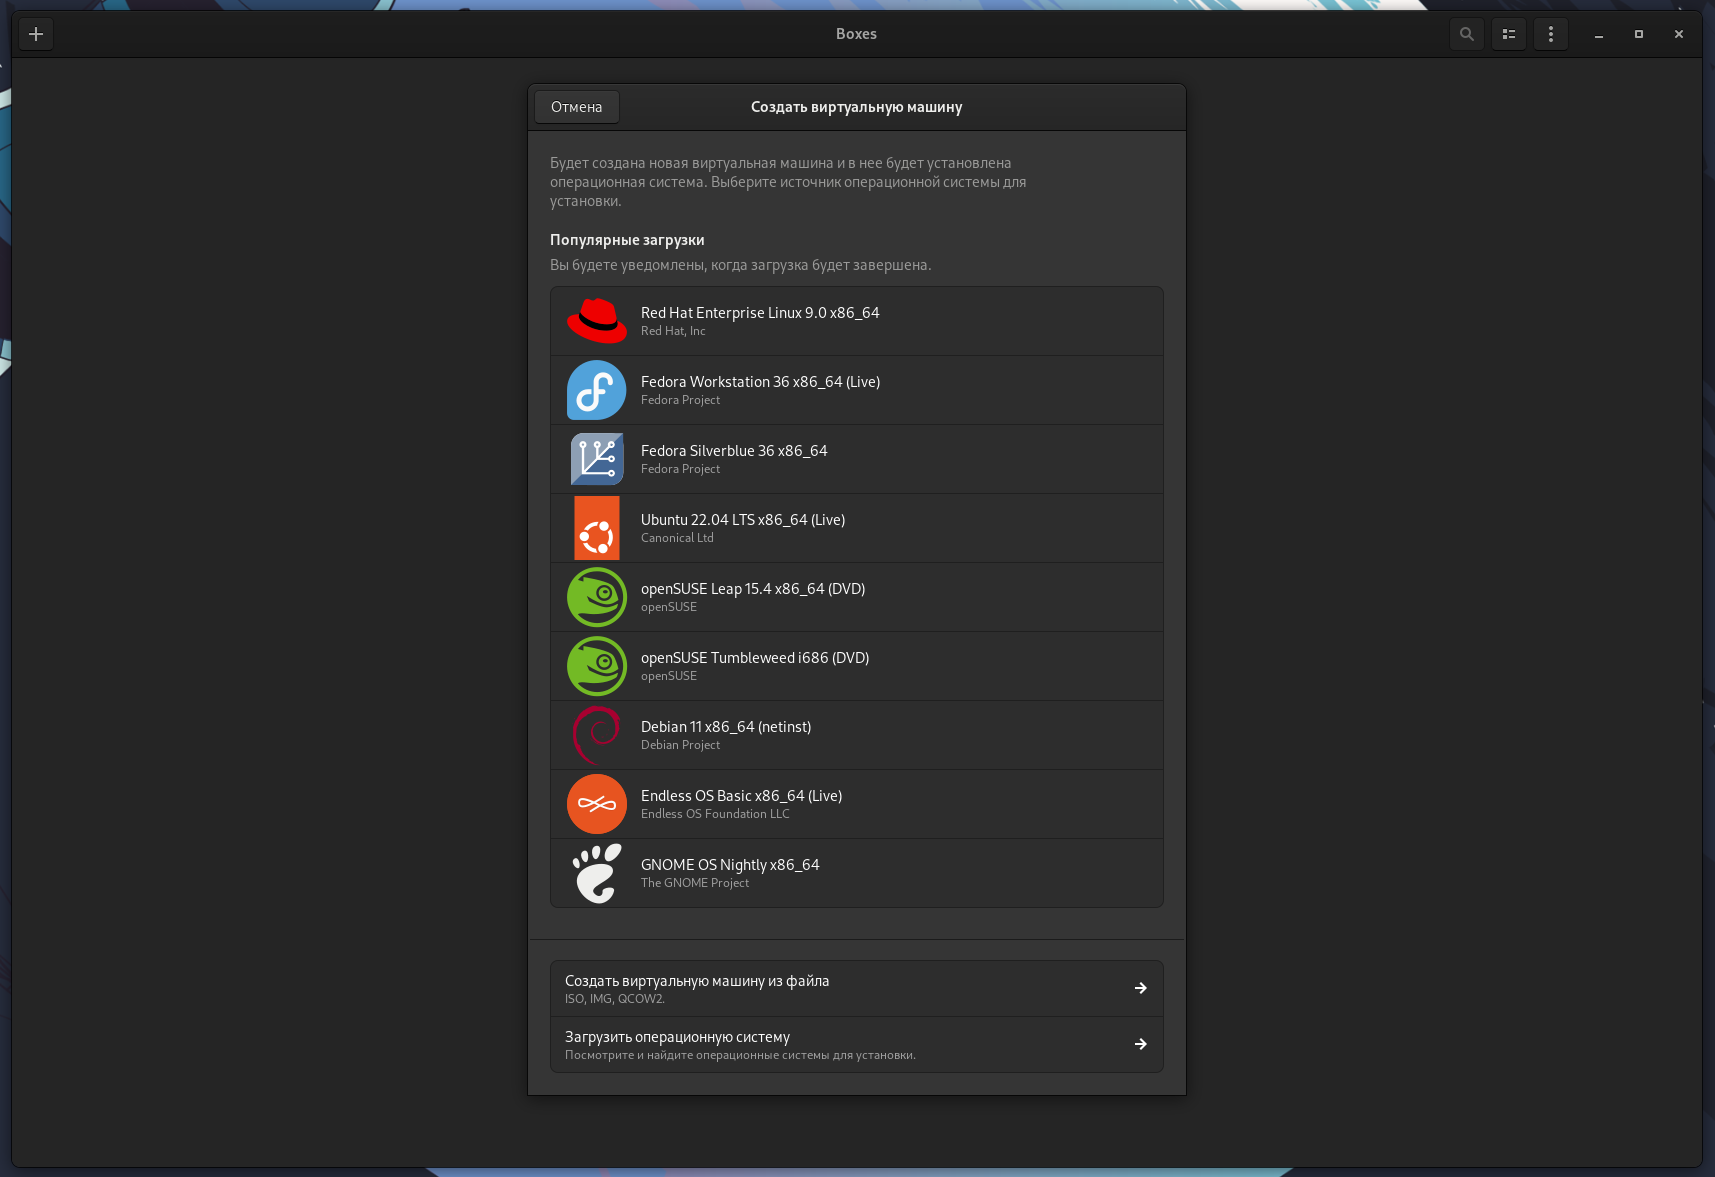 Boxes
Отмена
Создать виртуальную машину
Будет создана новая виртуальная машина и в нее будет установлена
операционная система. Выберите источник операционной системы для
установки.
Популярные загрузки
Вы будете уведомлены, когда загрузка будет завершена.
Red Hat Enterprise Linux 9.0 x86_64
Red Hat, Inc
Fedora Workstation 36 x86_64 (Live)
Fedora Project
Fedora Silverblue 36 x86_64
Fedora Project
Ubuntu 22.04 LTS x86_64 (Live)
Canonical Ltd
openSUSE Leap 15.4 x86_64 (DVD)
openSUSE
openSUSE Tumbleweed i686 (DVD)
openSUSE
Debian 11 x86_64 (netinst)
Debian Project
Endless OS Basic x86_64 (Live)
Endless OS Foundation LLC
GNOME OS Nightly x86_64
The GNOME Project
Создать виртуальную машину из файла
ISO, IMG, QCOW2.
Загрузить операционную систему
Посмотрите и найдите операционные системы для установки.